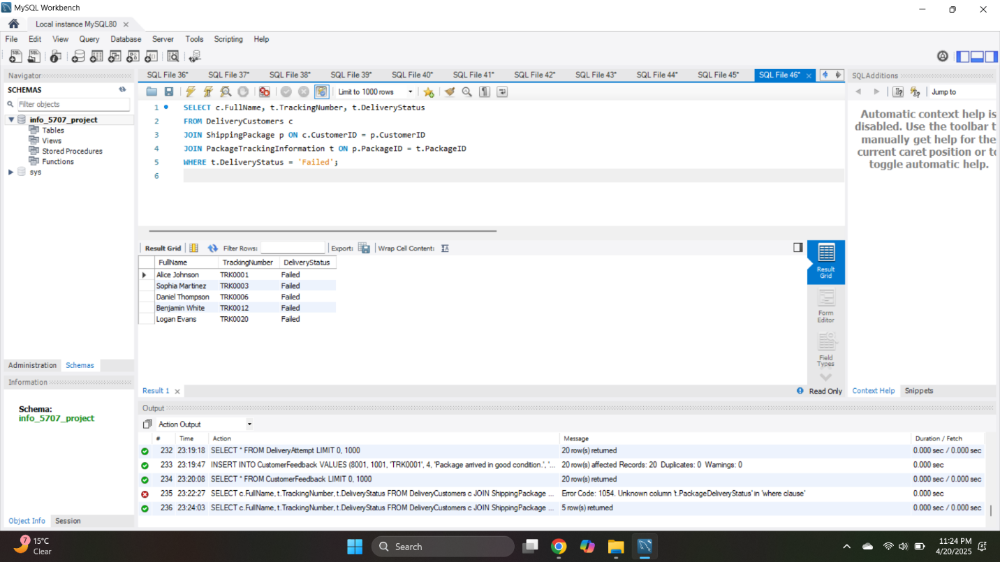 MySQL Workbench
Local instance MySQL80
File Edit View Query Database Server Tools Scripting Help
Navigator
SCHEMAS
Filter objects
info_5707_project
Tables
Views
Stored Procedures
Functions
sys
Administration Schemas
Information
Schema:
info_5707_project
Object Info Session
SQL File 36* SQL File 37* SQL File 38* SQL File 39* SQL File 40* SQL File 41* SQL File 42* SQL File 43* SQL File 44* SQL File 45* SQL File 46*
Limit to 1000 rows
1 SELECT c.FullName, t.TrackingNumber, t.DeliveryStatus
2 FROM DeliveryCustomers c
3 JOIN ShippingPackage p ON c.CustomerID = p.CustomerID
4 JOIN PackageTrackingInformation t ON p.PackageID = t.PackageID
5 WHERE t.DeliveryStatus = 'Failed';
6
Result Grid Filter Rows: Export: Wrap Cell Content:
FullName TrackingNumber DeliveryStatus
Alice Johnson TRK0001 Failed
Sophia Martinez TRK0003 Failed
Daniel Thompson TRK0006 Failed
Benjamin White TRK0012 Failed
Logan Evans TRK0020 Failed
Result
Grid
Form
Editor
Field
Types
Result 1
Read Only
SQLAdditions
Jump to
Automatic context help is
disabled. Use the toolbar t
manually get help for the
current caret position or to
toggle automatic help.
Context Help Snippets
Output
Action Output
# Time Action Message Duration / Fetch
232 23:19:18 SELECT * FROM DeliveryAttempt LIMIT 0, 1000 20 row(s) returned 0.000 sec / 0.000 sec
233 23:19:47 INSERT INTO CustomerFeedback VALUES (8001, 1001, 'TRK0001', 4, 'Package arrived in good condition.', '... 20 row(s) affected Records: 20 Duplicates: 0 Warnings: 0 0.000 sec
234 23:20:08 SELECT * FROM CustomerFeedback LIMIT 0, 1000 20 row(s) returned 0.000 sec / 0.000 sec
235 23:22:27 SELECT c.FullName, t.TrackingNumber, t.DeliveryStatus FROM DeliveryCustomers c JOIN ShippingPackage ... Error Code: 1054. Unknown column 't.PackageDeliveryStatus' in 'where clause' 0.000 sec
236 23:24:03 SELECT c.FullName, t.TrackingNumber, t.DeliveryStatus FROM DeliveryCustomers c JOIN ShippingPackage ... 5 row(s) returned 0.000 sec / 0.000 sec
7
15°C
Clear
Search
11:24 PM
4/20/2025